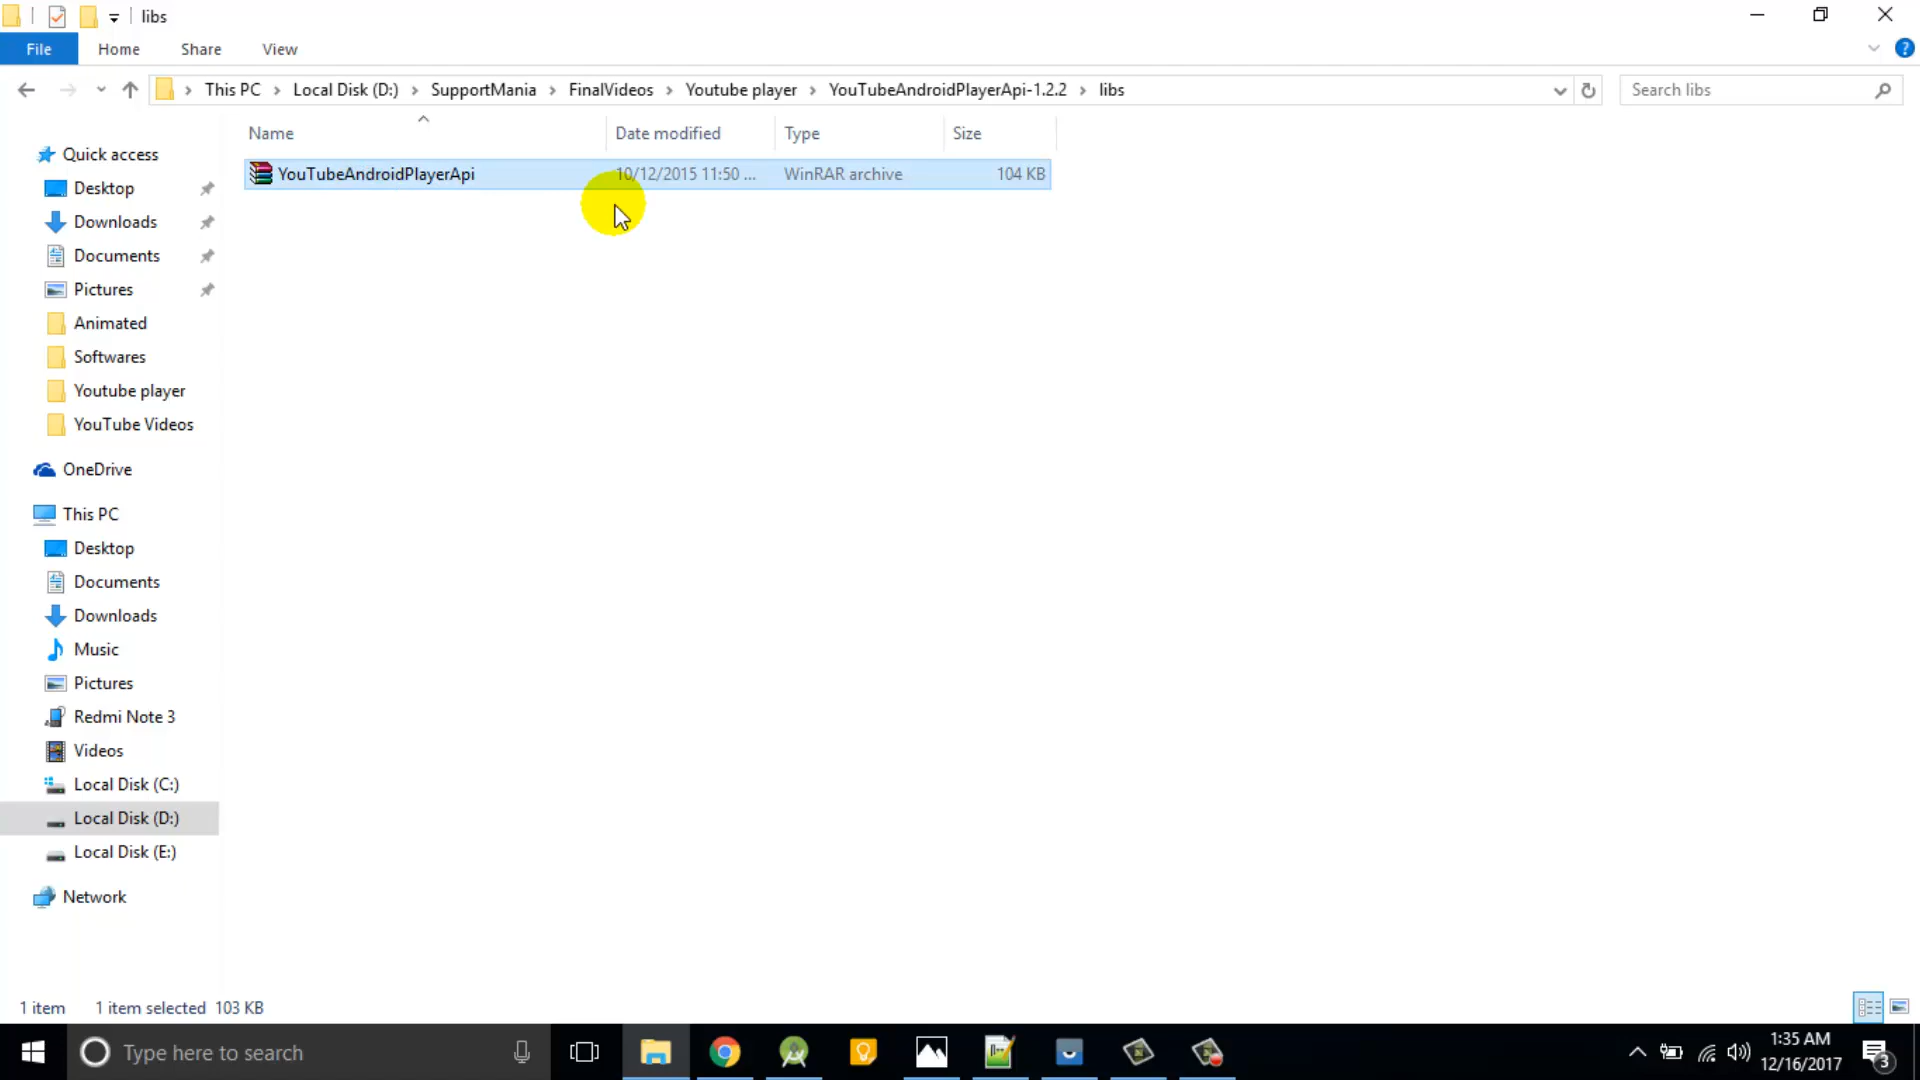 libs
File Home Share View
This PC Local Disk (D:) SupportMania FinalVideos Youtube player YouTubeAndroidPlayerApi-1.2.2 libs Search libs
Name Date modified Type Size
YouTubeAndroidPlayerApi 10/12/2015 11:50 ... WinRAR archive 104 KB
Quick access
Desktop
Downloads
Documents
Pictures
Animated
Softwares
Youtube player
YouTube Videos
OneDrive
This PC
Desktop
Documents
Downloads
Music
Pictures
Redmi Note 3
Videos
Local Disk (C:)
Local Disk (D:)
Local Disk (E:)
Network
1 item 1 item selected 103 KB
Type here to search
1:35 AM
12/16/2017
3